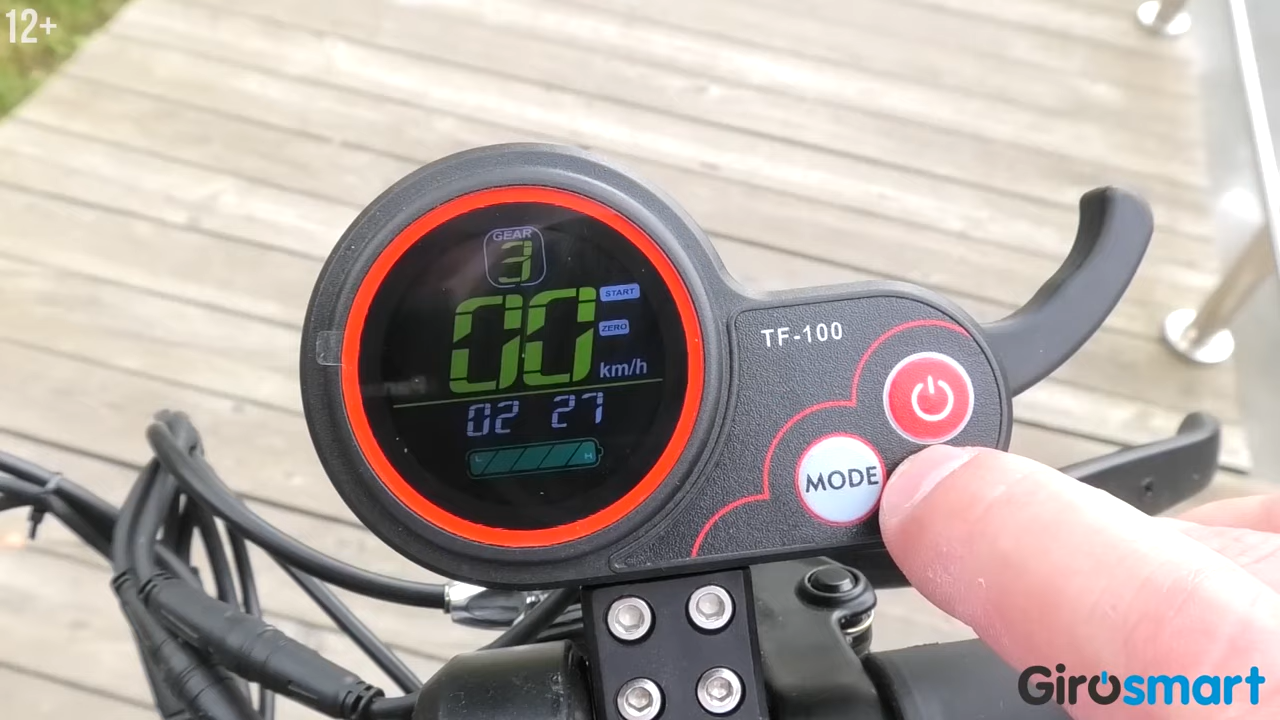 12+
GEAR
3
00
START
ZERO
km/h
02 27
L H
TF-100
MODE
Girosmart